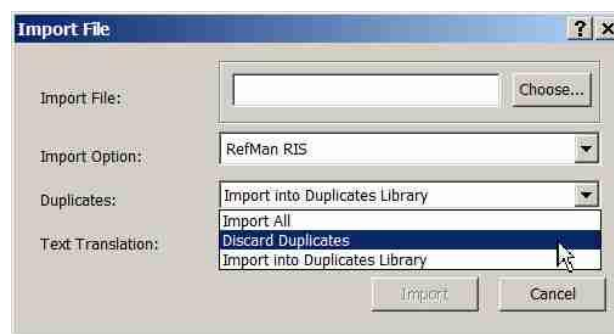 Import File
Import File:
Choose...
Import Option:
RefMan RIS
Duplicates:
Import into Duplicates Library
Import All
Text Translation:
Discard Duplicates
Import into Duplicates Library
Import
Cancel